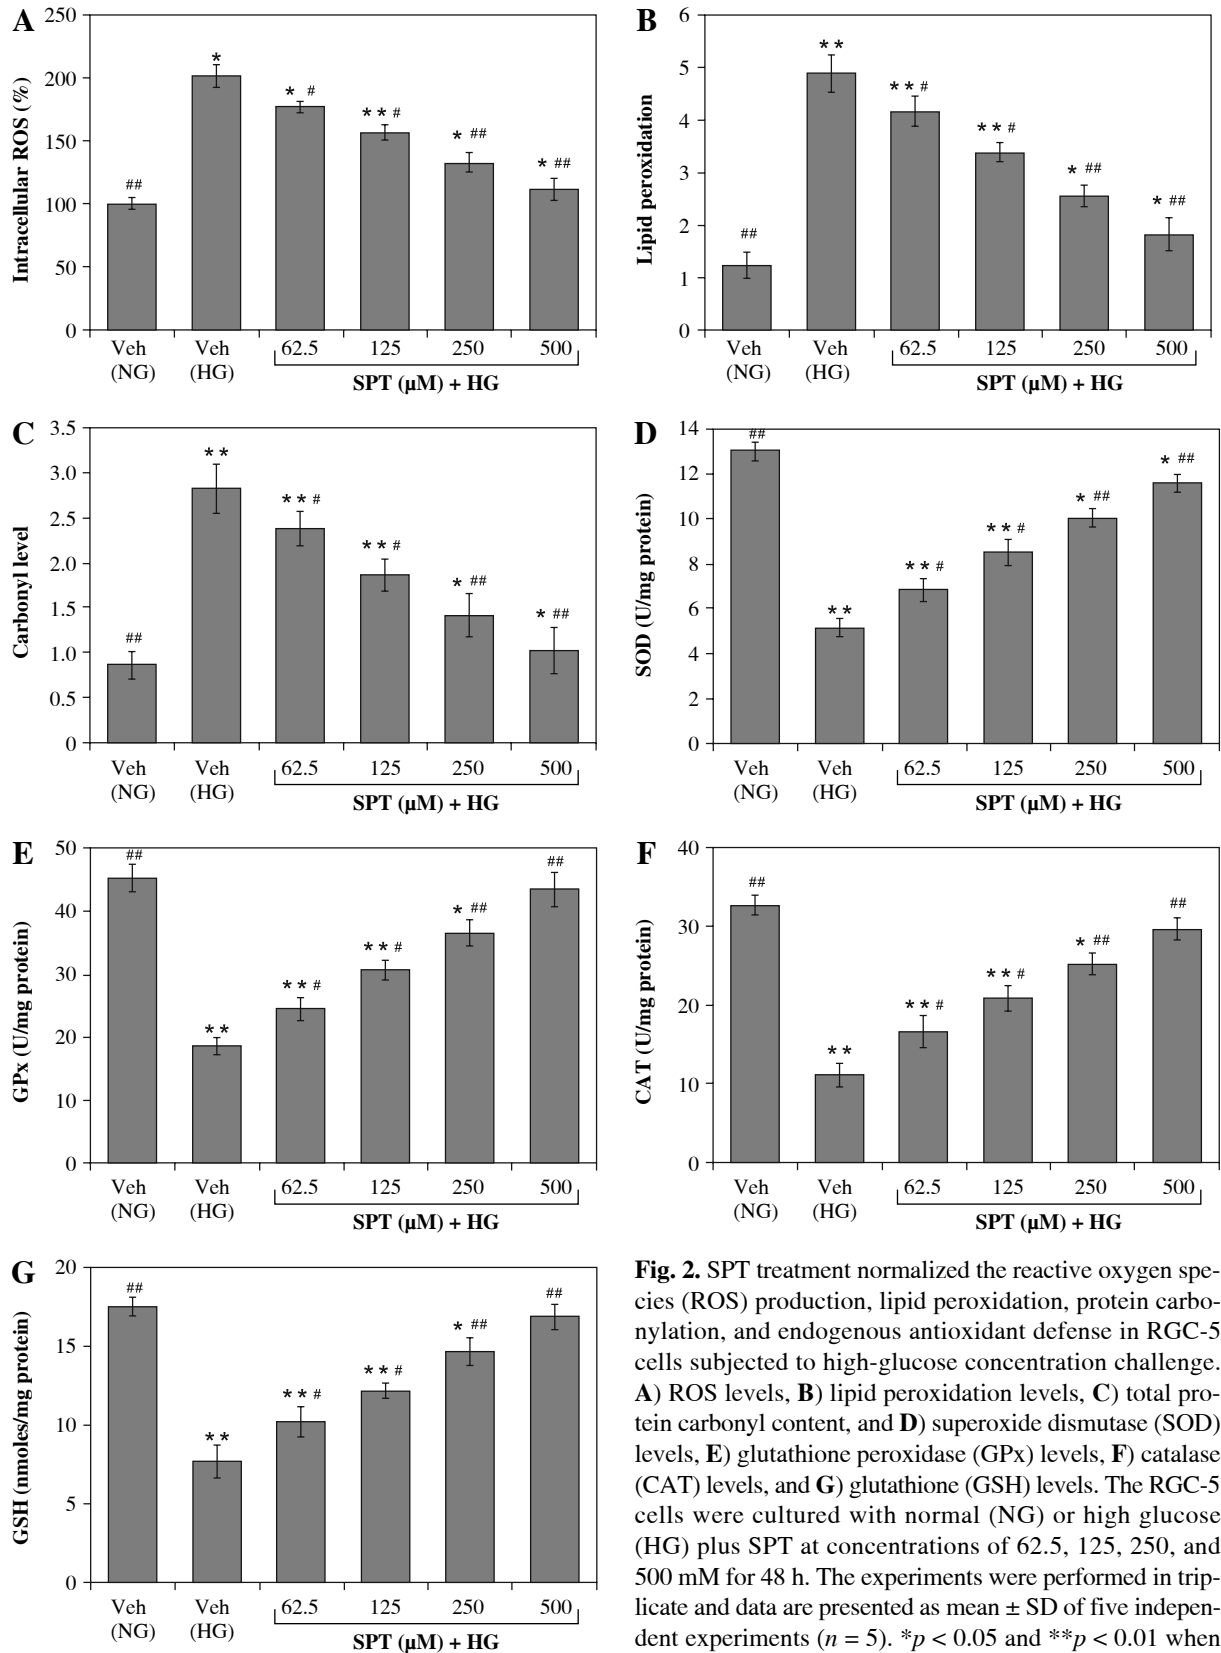 A
Intracellular ROS (%)
250
200
150
100
50
0
##
*
* #
** #
* ##
* ##
Veh Veh 62.5 125 250 500
(NG) (HG)
SPT (µM) + HG
B
Lipid peroxidation
6
5
4
3
2
1
0
##
**
** #
** #
* ##
* ##
Veh Veh 62.5 125 250 500
(NG) (HG)
SPT (µM) + HG
C
Carbonyl level
3.5
3.0
2.5
2.0
1.5
1.0
0.5
0
##
**
** #
** #
* ##
* ##
Veh Veh 62.5 125 250 500
(NG) (HG)
SPT (µM) + HG
D
SOD (U/mg protein)
14
12
10
8
6
4
2
0
##
**
** #
** #
* ##
* ##
Veh Veh 62.5 125 250 500
(NG) (HG)
SPT (µM) + HG
E
GPx (U/mg protein)
50
40
30
20
10
0
##
**
** #
** #
* ##
##
Veh Veh 62.5 125 250 500
(NG) (HG)
SPT (µM) + HG
F
CAT (U/mg protein)
40
30
20
10
0
##
**
** #
** #
* ##
##
Veh Veh 62.5 125 250 500
(NG) (HG)
SPT (µM) + HG
G
GSH (nmoles/mg protein)
20
15
10
5
0
##
**
** #
** #
* ##
##
Veh Veh 62.5 125 250 500
(NG) (HG)
SPT (µM) + HG
Fig. 2. SPT treatment normalized the reactive oxygen spe-
cies (ROS) production, lipid peroxidation, protein carbo-
nylation, and endogenous antioxidant defense in RGC-5
cells subjected to high-glucose concentration challenge.
A) ROS levels, B) lipid peroxidation levels, C) total pro-
tein carbonyl content, and D) superoxide dismutase (SOD)
levels, E) glutathione peroxidase (GPx) levels, F) catalase
(CAT) levels, and G) glutathione (GSH) levels. The RGC-5
cells were cultured with normal (NG) or high glucose
(HG) plus SPT at concentrations of 62.5, 125, 250, and
500 mM for 48 h. The experiments were performed in trip-
licate and data are presented as mean ± SD of five indepen-
dent experiments (n = 5). *p < 0.05 and **p < 0.01 when